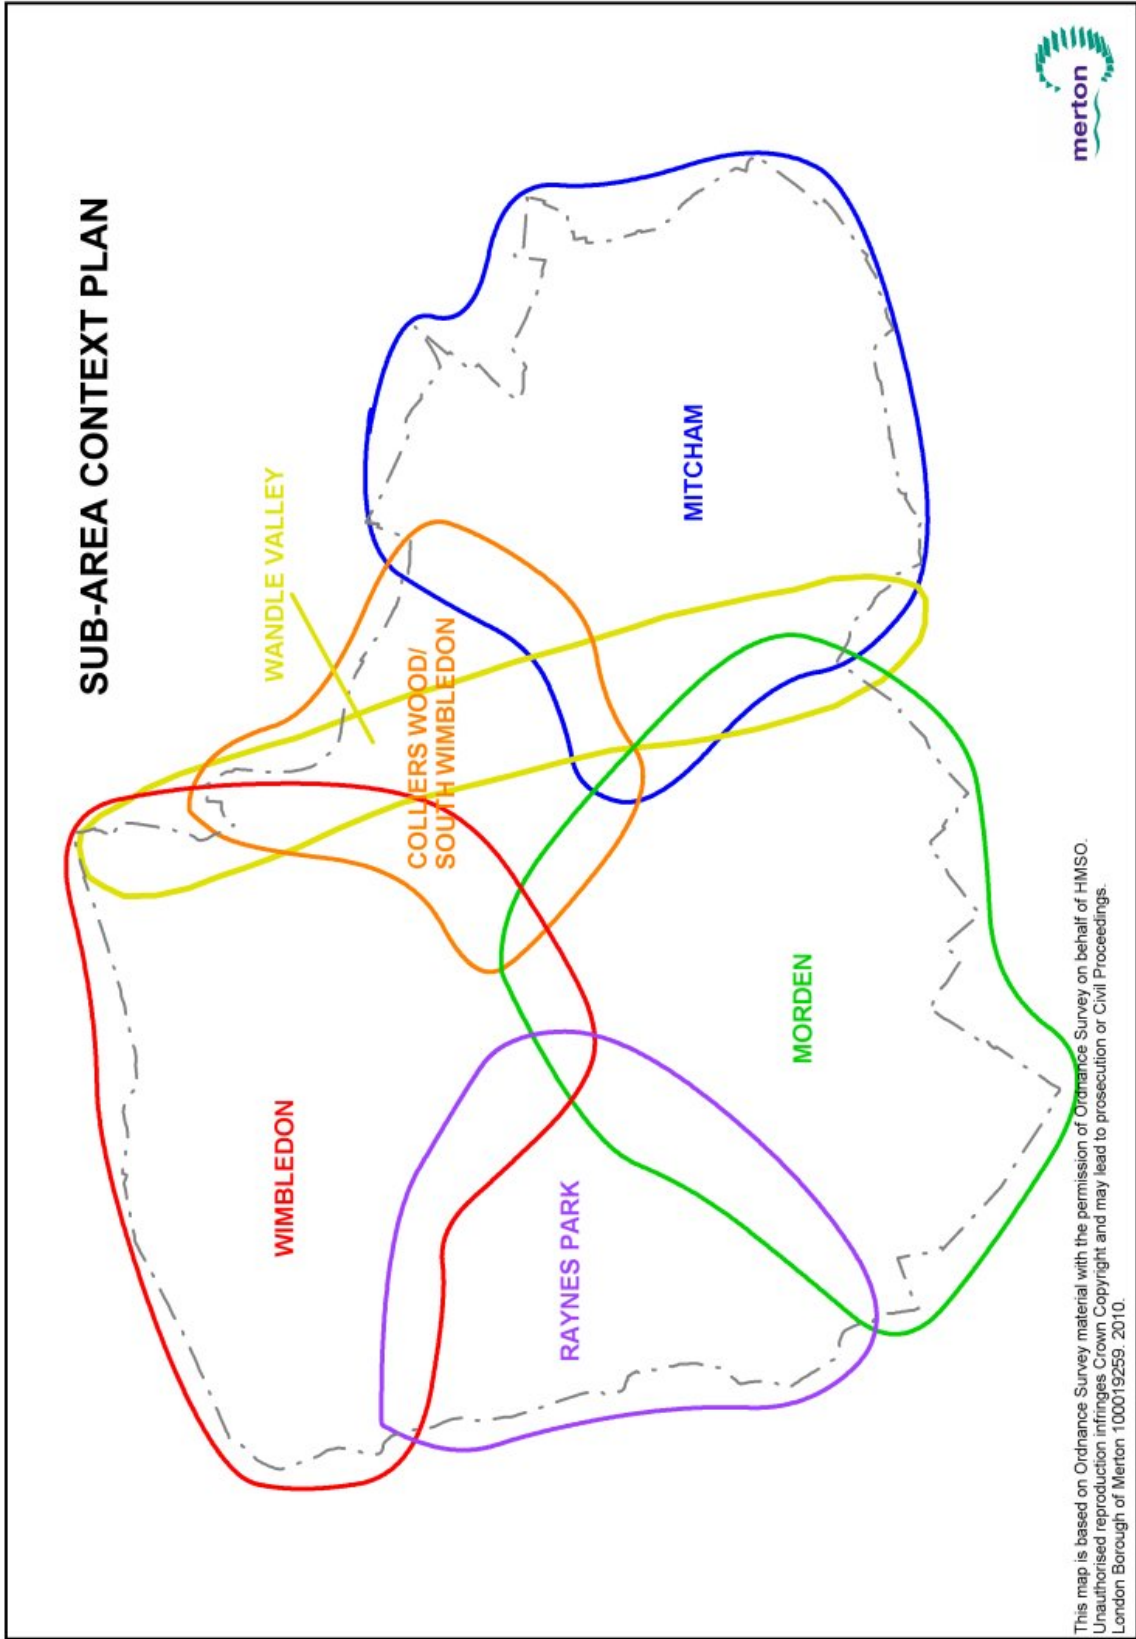 SUB-AREA CONTEXT PLAN
merton
WANDLE VALLEY
COLLIERS WOOD/
SOUTH WIMBLEDON
MITCHAM
WIMBLEDON
RAYNES PARK
MORDEN
This map is based on Ordnance Survey material with the permission of Ordnance Survey on behalf of HMSO.
Unauthorised reproduction infringes Crown Copyright and may lead to prosecution or Civil Proceedings.
London Borough of Merton 100019259. 2010.